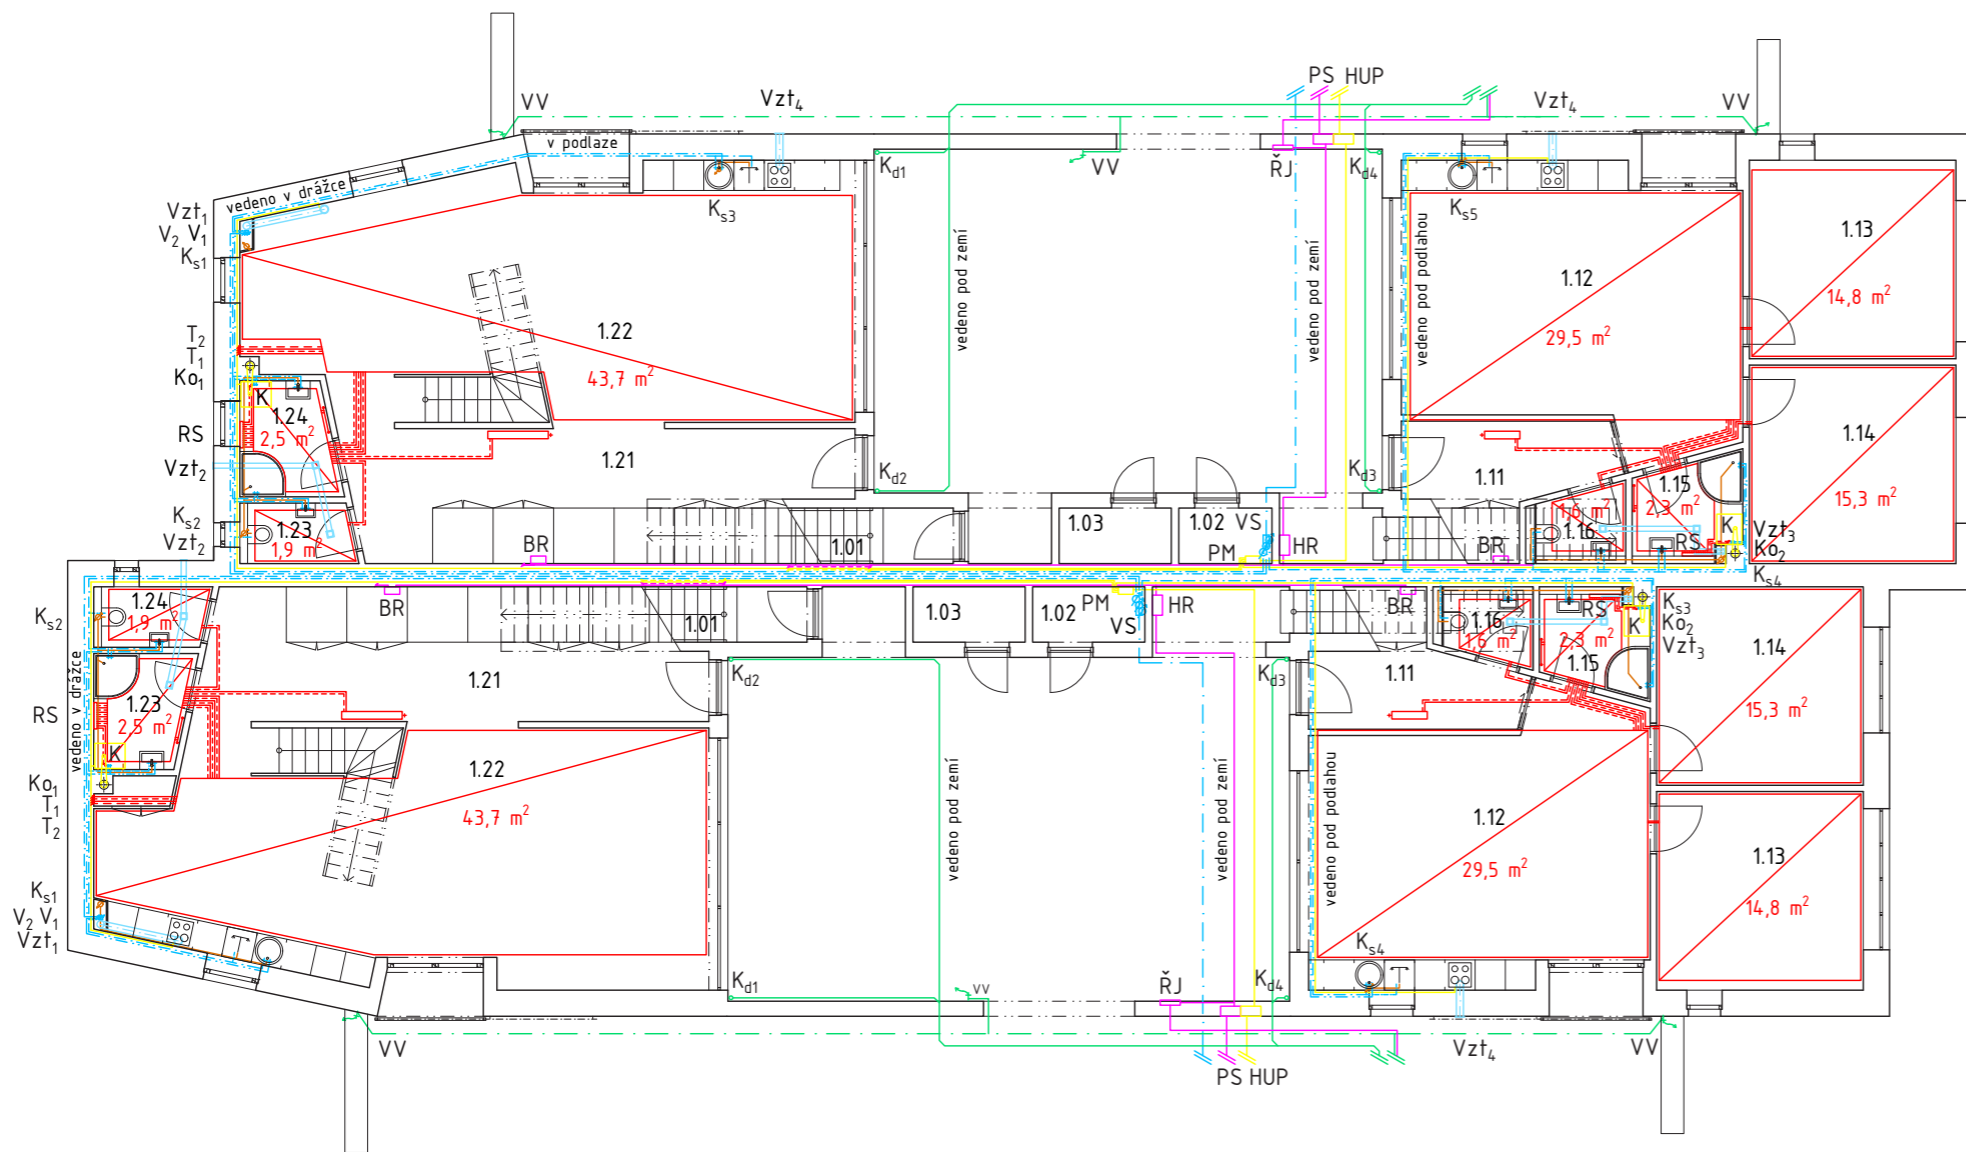 PS HUP
VV
Vzt4
Vzt4
VV
v podlaze
Kd1
VV
ŘJ
Kd4
vedeno v drážce
Vzt1
V2 V1
Ks1
Ks3
Ks5
vedeno pod zemí
vedeno pod zemí
vedeno pod podlahou
1.13
14,8 m²
1.12
29,5 m²
1.22
43,7 m²
T2
T1
Ko1
K
1.24
2,5 m²
RS
Vzt2
1.21
Kd2
Kd3
1.11
1.14
15,3 m²
1.15
2,3 m²
1,6 m²
1.16
RS
K
Vzt3
Ko2
Ks4
Ks2
Vzt2
1.23
1,9 m²
BR
1.01
1.03
1.02
VS
PM
HR
BR
1.24
1,9 m²
Ks2
BR
1.01
1.03
1.02
PM
VS
HR
BR
1.16
1,6 m²
RS
2,3 m²
1.15
K
Ks3
Ko2
Vzt3
1.14
15,3 m²
vedeno v drážce
RS
1.23
2,5 m²
K
1.21
Kd2
Kd3
1.11
Ko1
T1
T2
1.22
43,7 m²
vedeno pod zemí
vedeno pod zemí
vedeno pod podlahou
1.12
29,5 m²
1.13
14,8 m²
Ks1
V2 V1
Vzt1
Kd1
VV
ŘJ
Kd4
Ks4
VV
PS HUP
Vzt4
VV